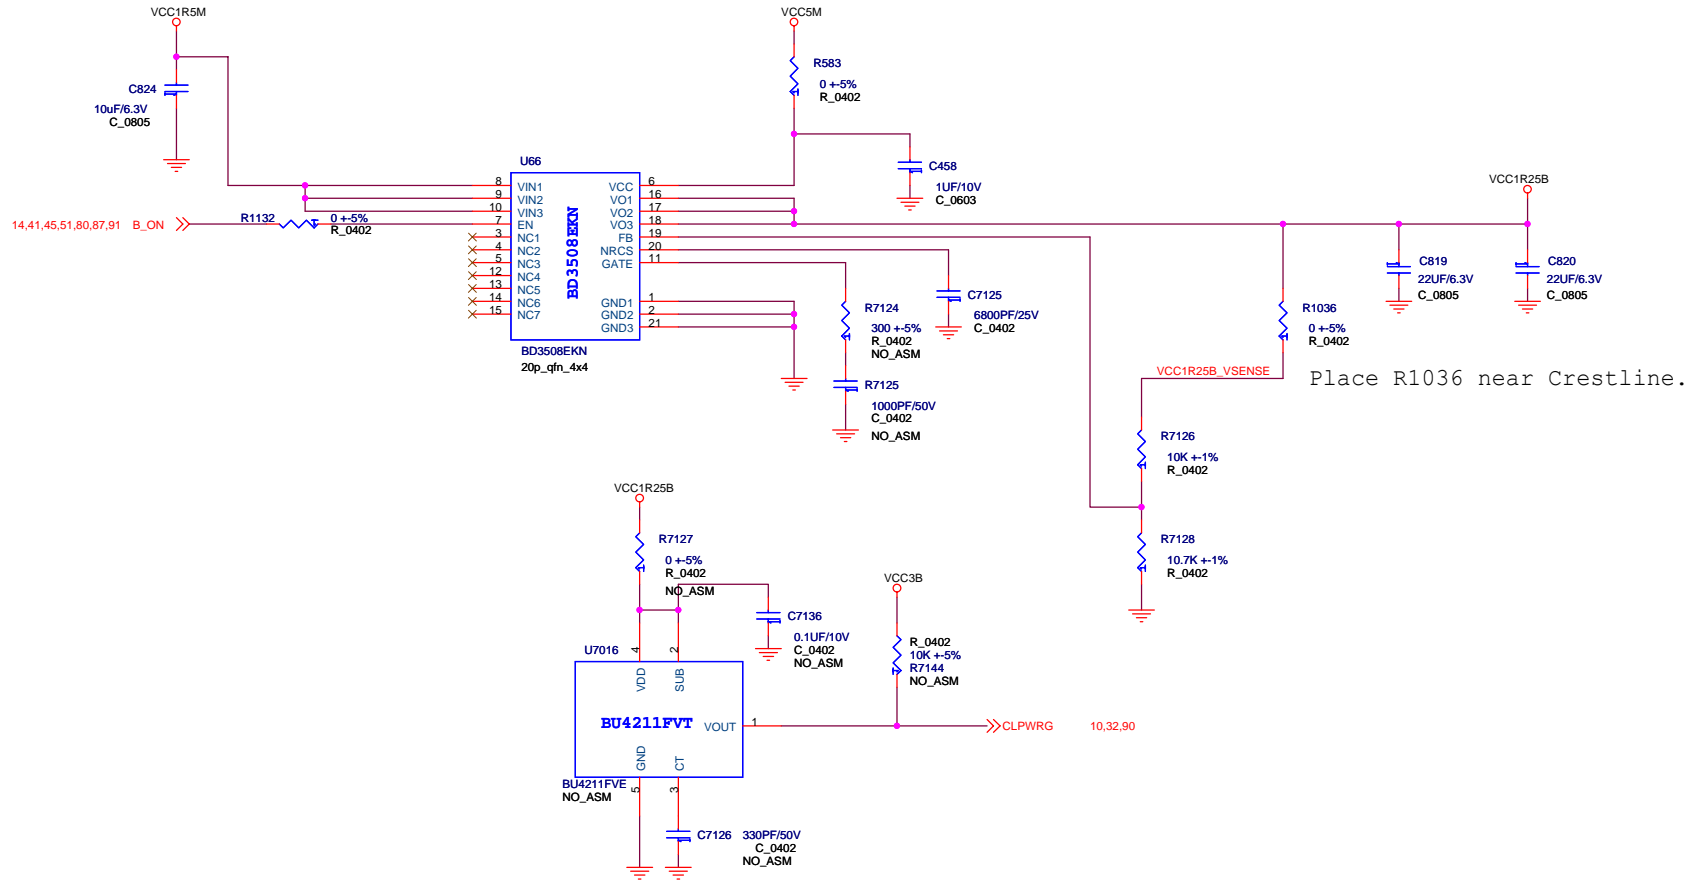 VCC1R5M
C824
10uF/6.3V
C_0805
VCC5M
R583
0 +-5%
R_0402
C458
1UF/10V
C_0603
U66
8 VIN1
9 VIN2
10 VIN3
7 EN
3 NC1
4 NC2
5 NC3
12 NC4
13 NC5
14 NC6
15 NC7
BD3508EKN
VCC 6
VO1 16
VO2 17
VO3 18
FB 19
NRCS 20
GATE 11
GND1 1
GND2 2
GND3 21
BD3508EKN
20p_qfn_4x4
14,41,45,51,80,87,91 B_ON
R1132
0 +-5%
R_0402
R7124
300 +-5%
R_0402
NO_ASM
R7125
1000PF/50V
C_0402
NO_ASM
C7125
6800PF/25V
C_0402
VCC1R25B
C819
22UF/6.3V
C_0805
C820
22UF/6.3V
C_0805
R1036
0 +-5%
R_0402
VCC1R25B_VSENSE
Place R1036 near Crestline.
R7126
10K +-1%
R_0402
R7128
10.7K +-1%
R_0402
VCC1R25B
R7127
0 +-5%
R_0402
NO_ASM
C7136
0.1UF/10V
C_0402
NO_ASM
VCC3B
R_0402
10K +-5%
R7144
NO_ASM
U7016
4 VDD
2 SUB
BU4211FVT
VOUT 1
GND 5
CT 3
BU4211FVE
NO_ASM
CLPWRG 10,32,90
C7126 330PF/50V
C_0402
NO_ASM